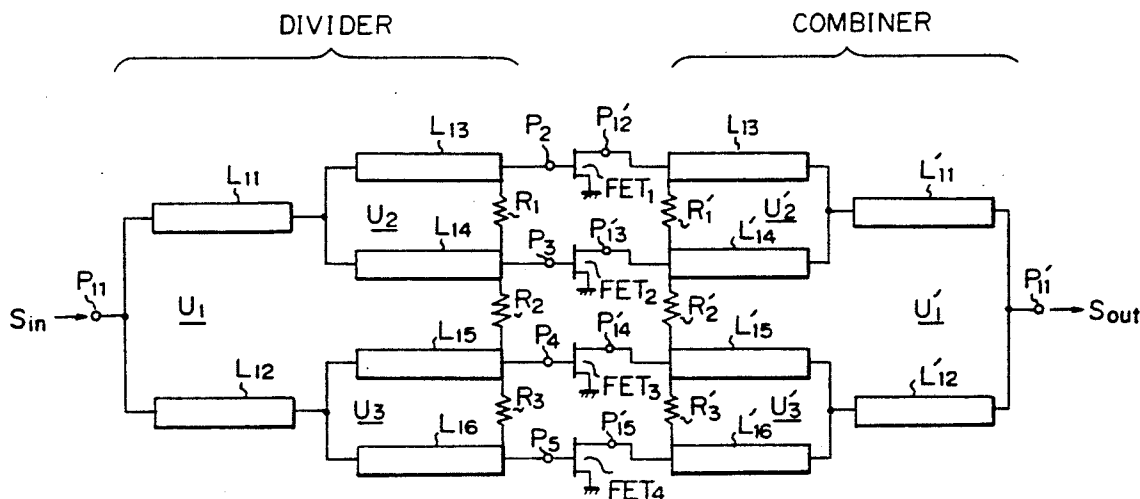 DIVIDER COMBINER
L13 P2 P'12 L13
L11 FET1 L'11
R1 R'1
U2 U'2
L14 P3 P'13 L'14
P11 FET2 P'11
Sin U1 R2 R'2 U'1 Sout
L15 P4 P'14 L'15
L12 FET3 L'12
R3 R'3
U3 U'3
L16 P5 P'15 L'16
FET4